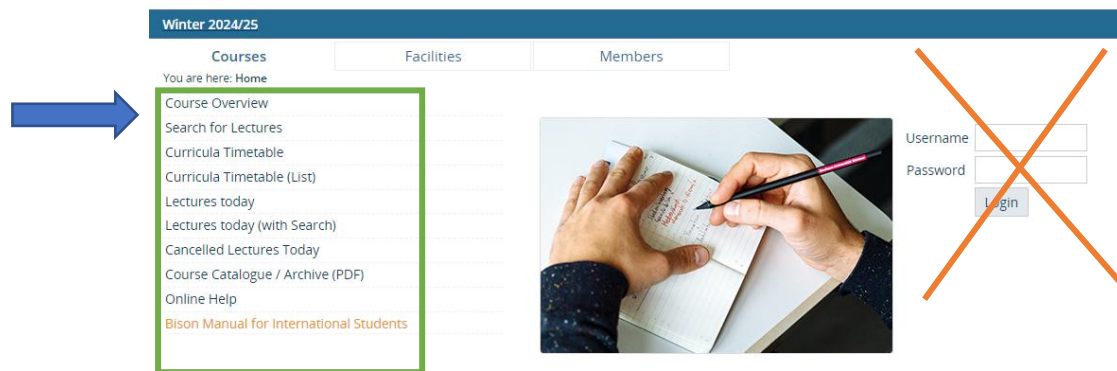 Winter 2024/25
Courses
Facilities
Members
You are here: Home
Course Overview
Search for Lectures
Curricula Timetable
Curricula Timetable (List)
Lectures today
Lectures today (with Search)
Cancelled Lectures Today
Course Catalogue / Archive (PDF)
Online Help
Bison Manual for International Students
Username
Password
Login